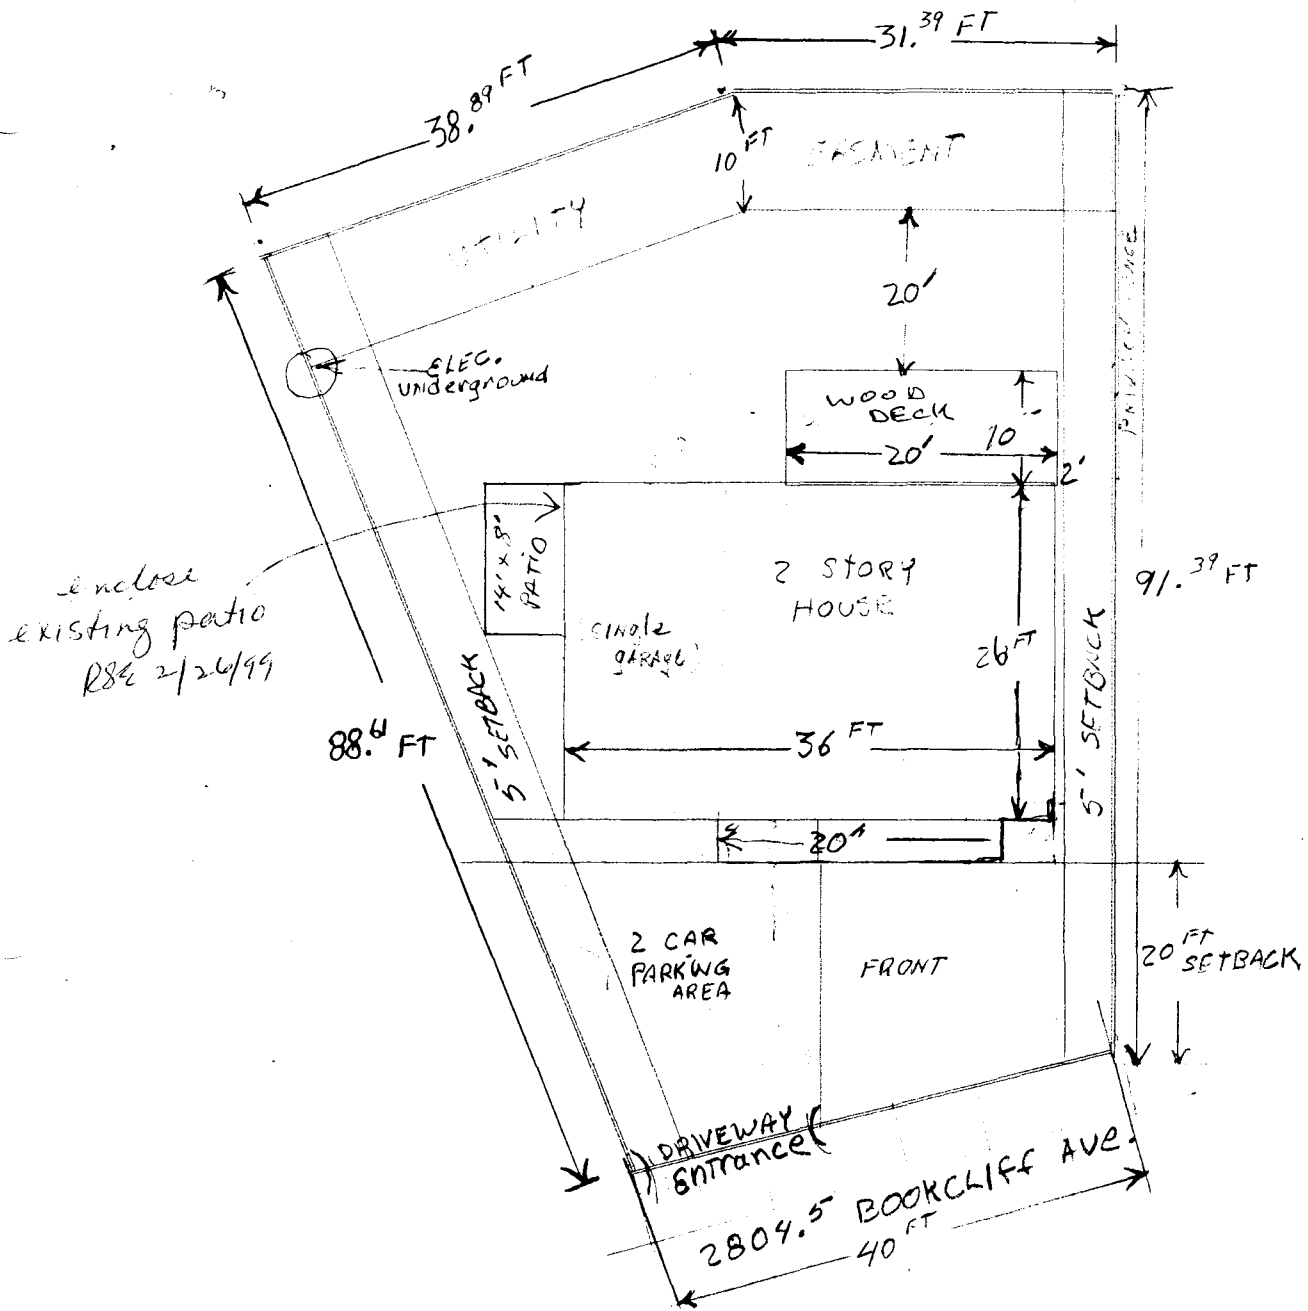 31.39 FT
38.89 FT
10 FT
EASMENT
UTILITY
20'
ELEC.
UNDerground
WOOD
DECK
20'
10'
2'
14' x 8'
PATIO
enclose
existing patio
2/26/99
2 STORY
HOUSE
SINGLE
GARAGE
26 FT
91.39 FT
36 FT
5' SETBACK
5' SETBACK
88.61 FT
20'
2 CAR
PARKING
AREA
FRONT
20 FT
SETBACK
DRIVEWAY
Entrance
2804.5 BOOKCLIFF AVE.
40 FT